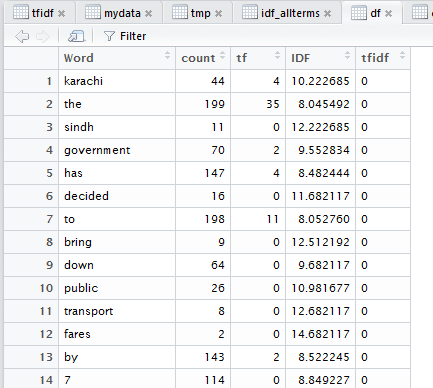 tfidf × mydata × tmp × idf_allterms × df ×
Filter
Word count tf IDF tfidf
1 karachi 44 4 10.222685 0
2 the 199 35 8.045492 0
3 sindh 11 0 12.222685 0
4 government 70 2 9.552834 0
5 has 147 4 8.482444 0
6 decided 16 0 11.682117 0
7 to 198 11 8.052760 0
8 bring 9 0 12.512192 0
9 down 64 0 9.682117 0
10 public 26 0 10.981677 0
11 transport 8 0 12.682117 0
12 fares 2 0 14.682117 0
13 by 143 2 8.522245 0
14 7 114 0 8.849227 0